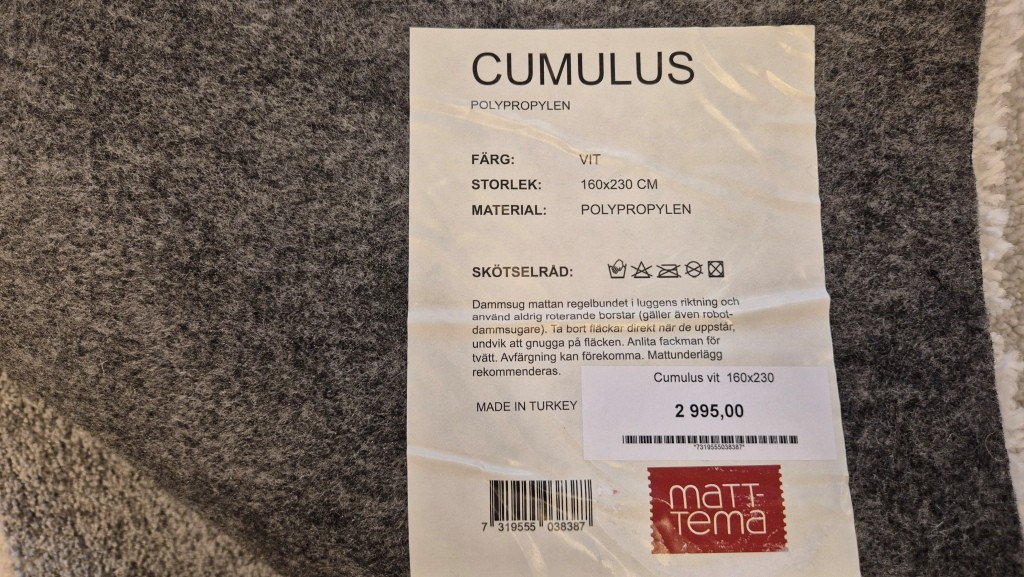 CUMULUS
POLYPROPYLEN
FÄRG: VIT
STORLEK: 160x230 CM
MATERIAL: POLYPROPYLEN
SKÖTSELRÅD:
Dammsug mattan regelbundet i luggens riktning och
använd aldrig roterande borstar (gäller även robot-
dammsugare). Ta bort fläckar direkt när de uppstår,
undvik att gnugga på fläcken. Anlita fackman för
tvätt. Avfärgning kan förekomma. Mattunderlägg
rekommenderas.
Cumulus vit 160x230
2 995,00
*7319555038387*
MADE IN TURKEY
7 319555 038387
MATT-
TEMA